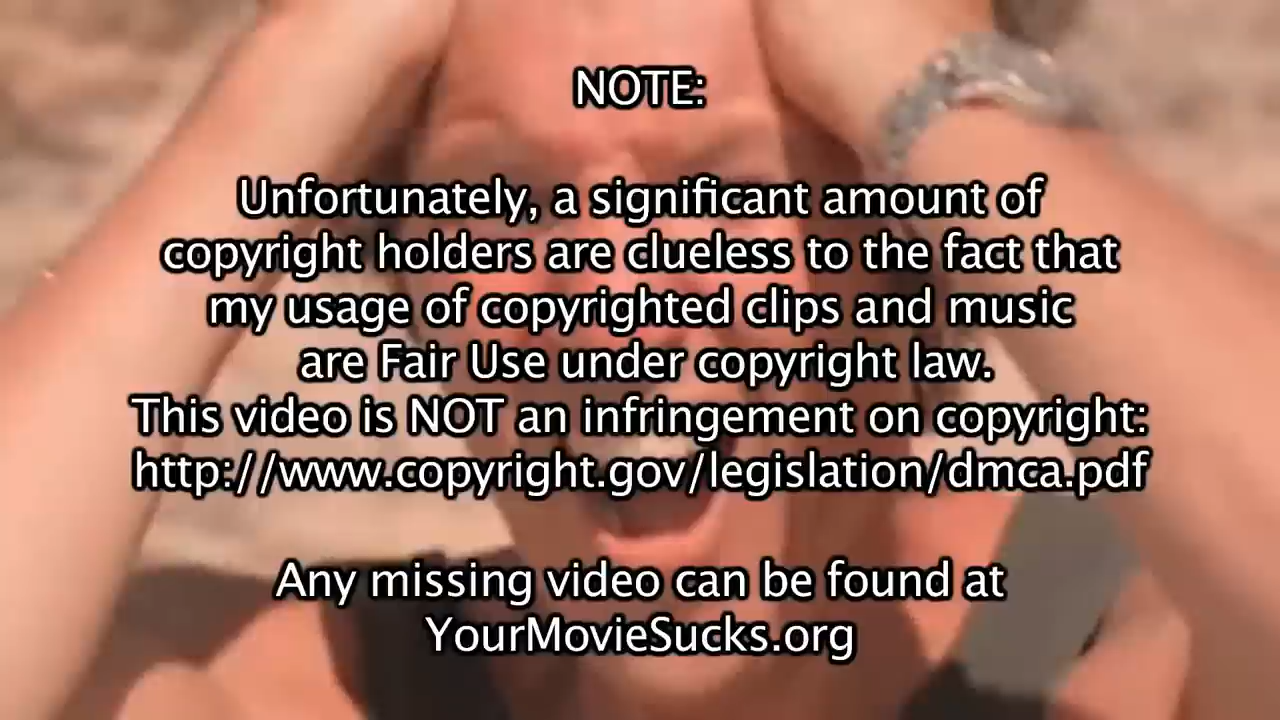 NOTE:
Unfortunately, a significant amount of
copyright holders are clueless to the fact that
my usage of copyrighted clips and music
are Fair Use under copyright law.
This video is NOT an infringement on copyright:
http://www.copyright.gov/legislation/dmca.pdf
Any missing video can be found at
YourMovieSucks.org